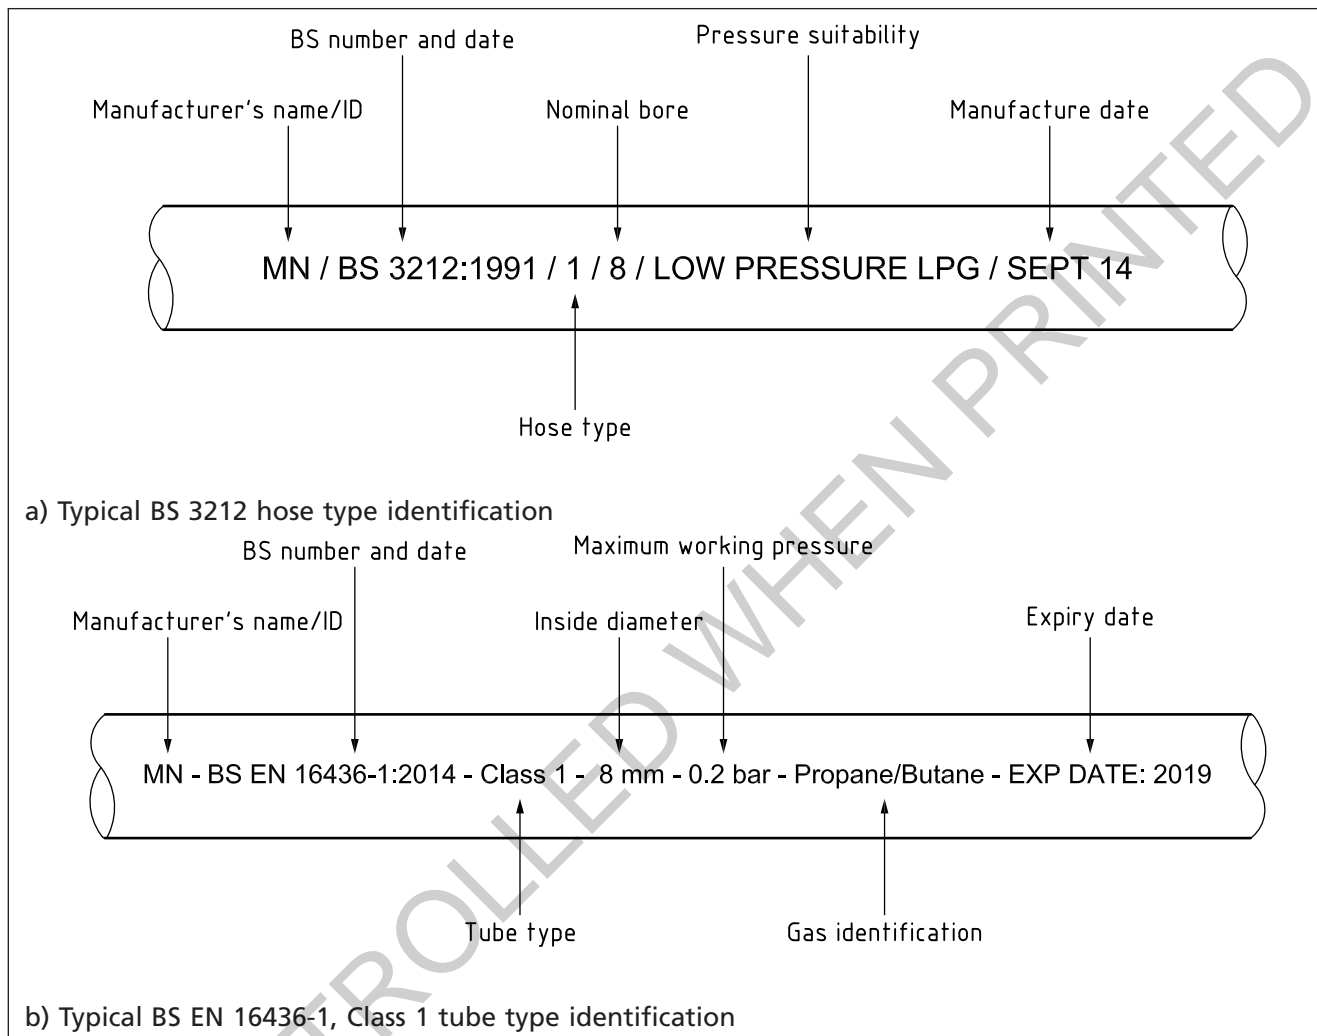 BS number and date
Pressure suitability
Manufacturer's name/ID
Nominal bore
Manufacture date
MN / BS 3212:1991 / 1 / 8 / LOW PRESSURE LPG / SEPT 14
Hose type
a) Typical BS 3212 hose type identification
BS number and date
Maximum working pressure
Manufacturer's name/ID
Inside diameter
Expiry date
MN - BS EN 16436-1:2014 - Class 1 - 8 mm - 0.2 bar - Propane/Butane - EXP DATE: 2019
Tube type
Gas identification
b) Typical BS EN 16436-1, Class 1 tube type identification
TROLLED WHEN PRINTED